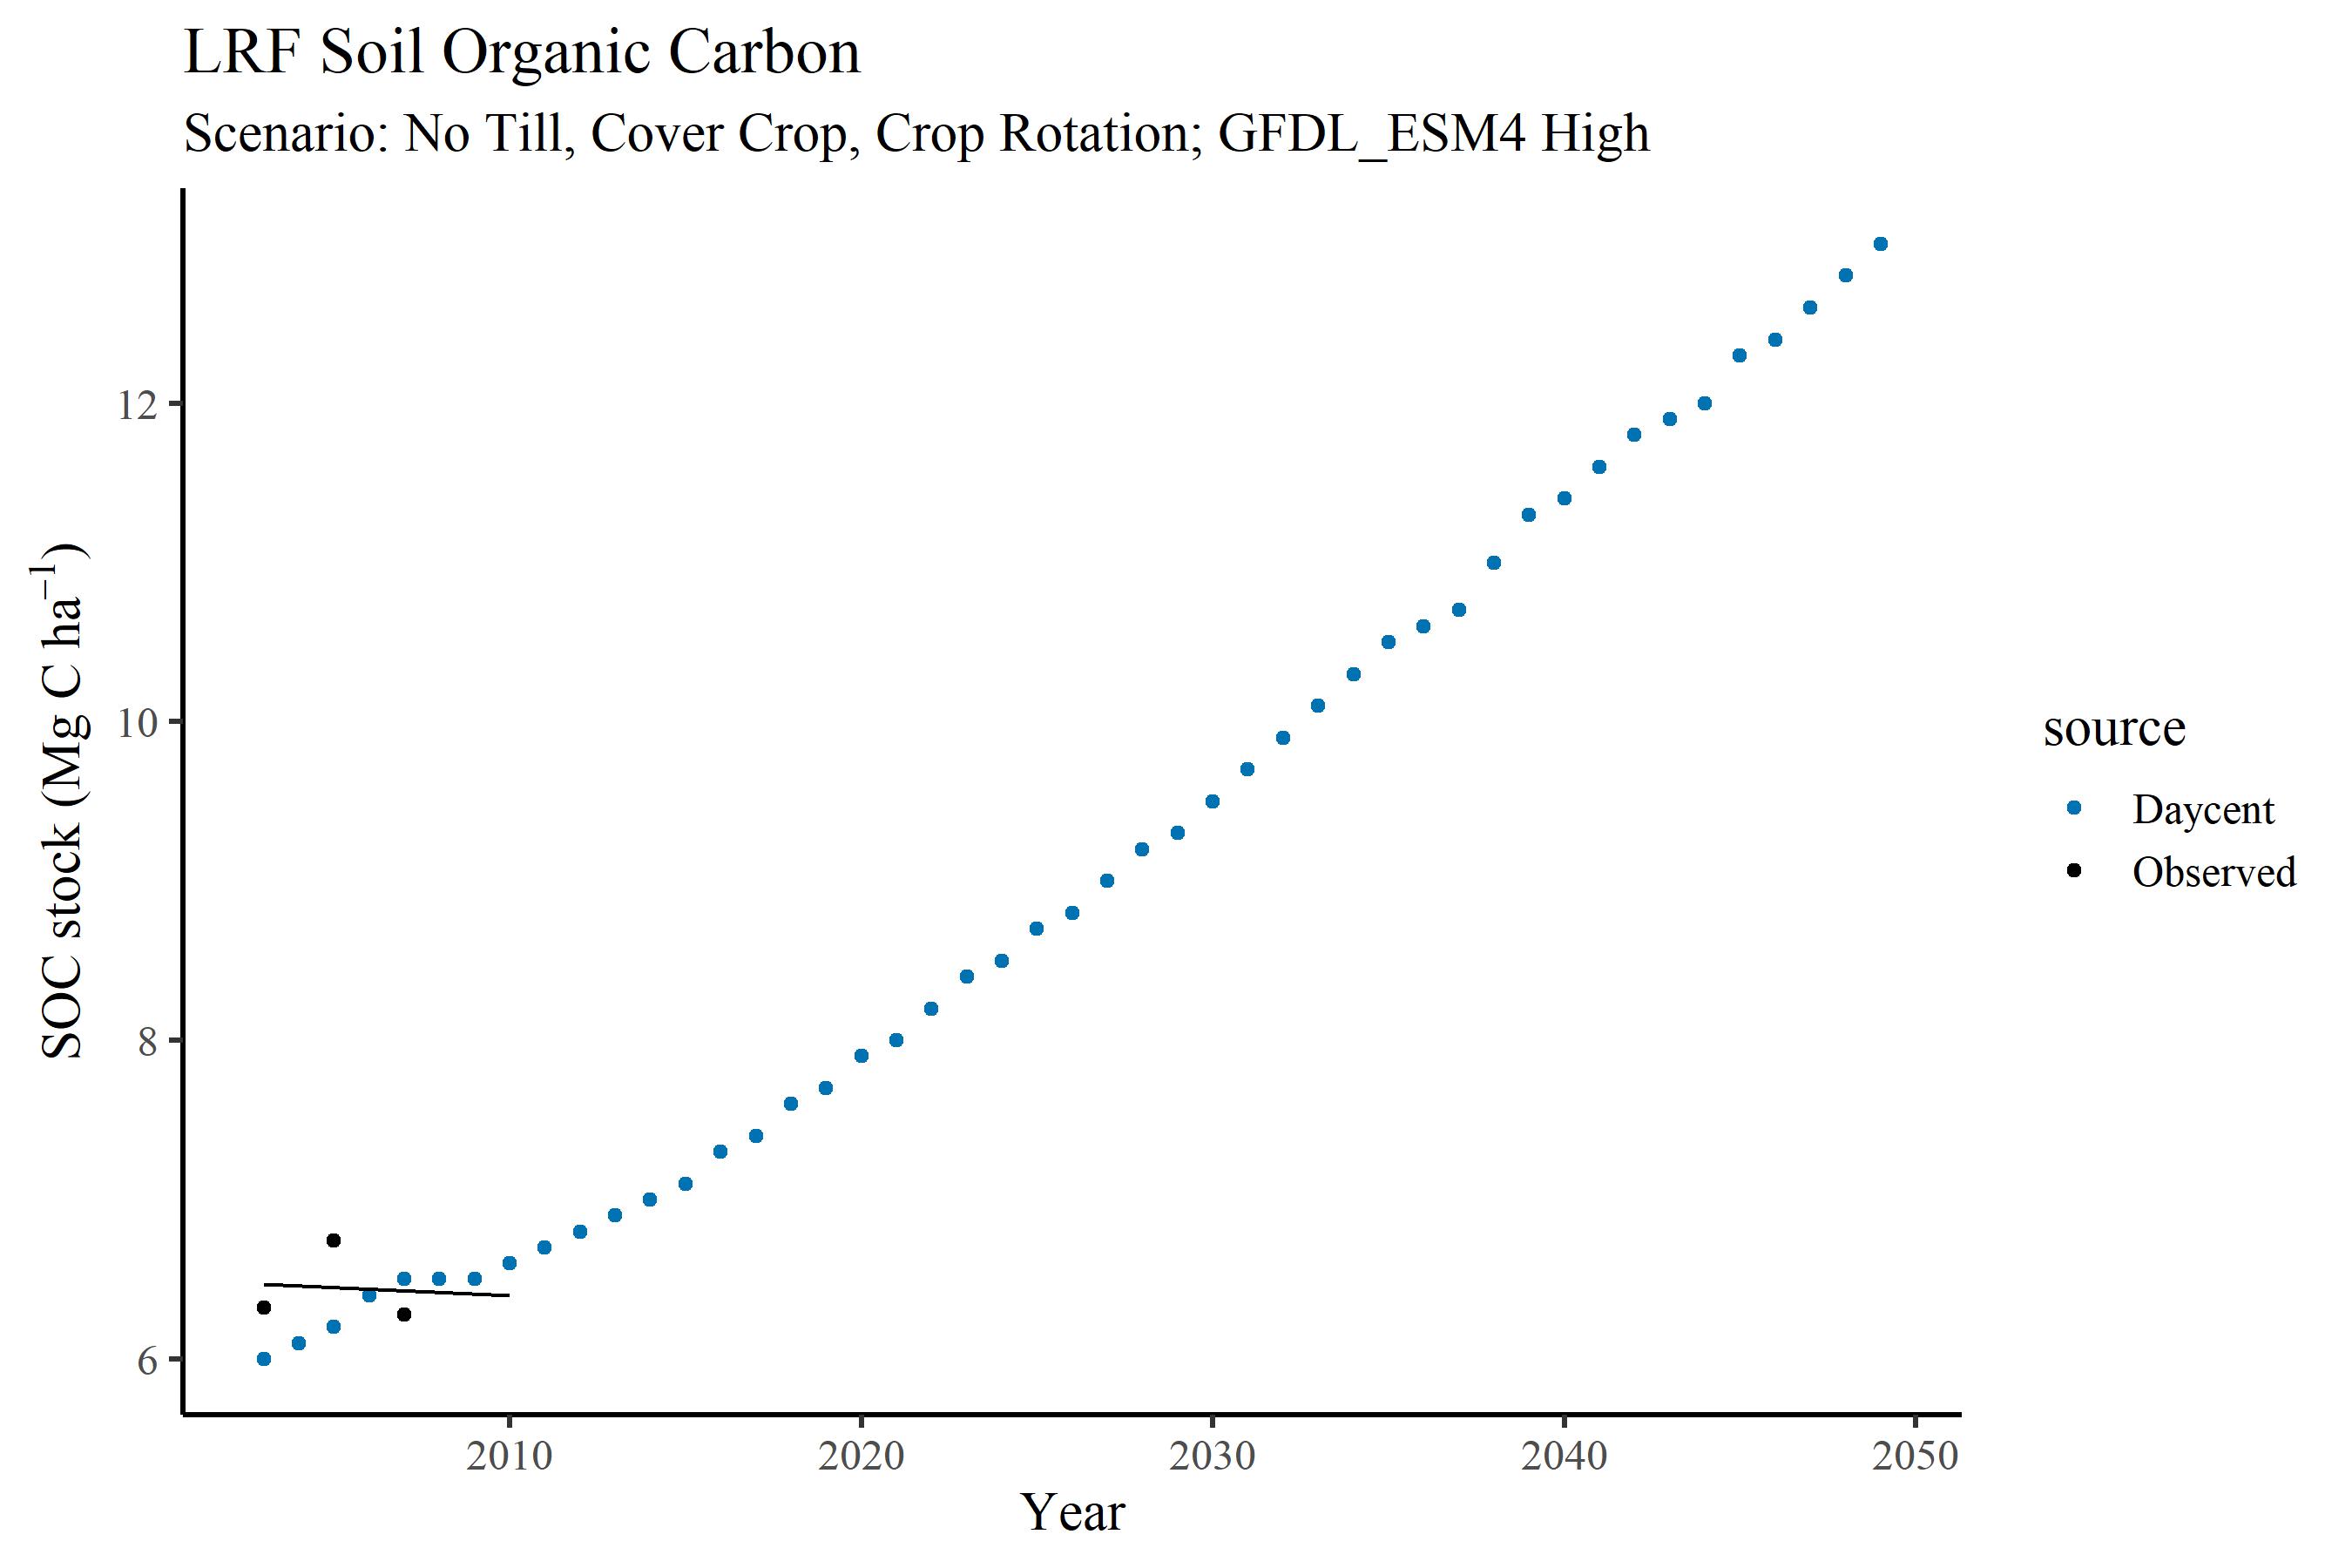 LRF Soil Organic Carbon
Scenario: No Till, Cover Crop, Crop Rotation; GFDL_ESM4 High
SOC stock (Mg C ha⁻¹)
12
10
8
6
2010 2020 2030 2040 2050
Year
source
Daycent
Observed